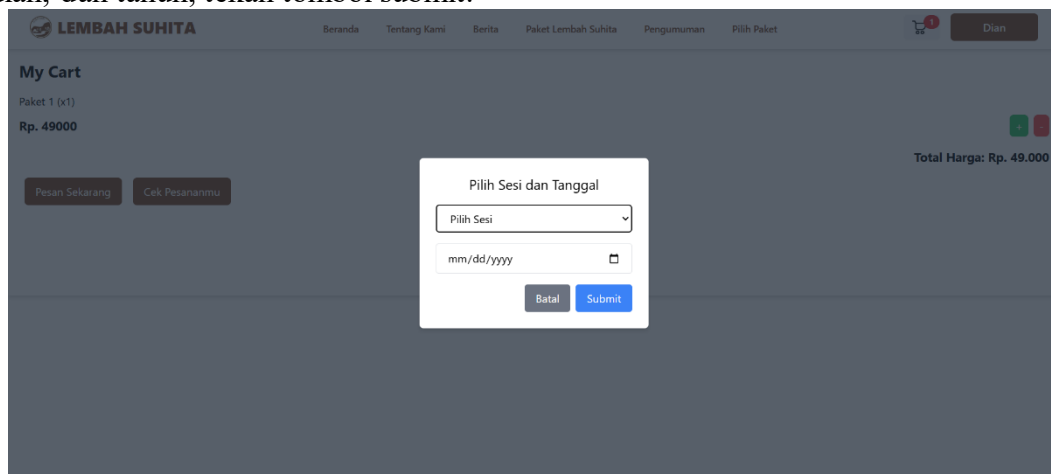 dan tahun, tekan tombol submit.
LEMBAH SUHITA Beranda Tentang Kami Berita Paket Lembah Suhita Pengumuman Pilih Paket 1 Dian
My Cart
Paket 1 (x1)
Rp. 49000
+ -
Total Harga: Rp. 49.000
Pesan Sekarang Cek Pesananmu
Pilih Sesi dan Tanggal
Pilih Sesi
mm/dd/yyyy
Batal Submit